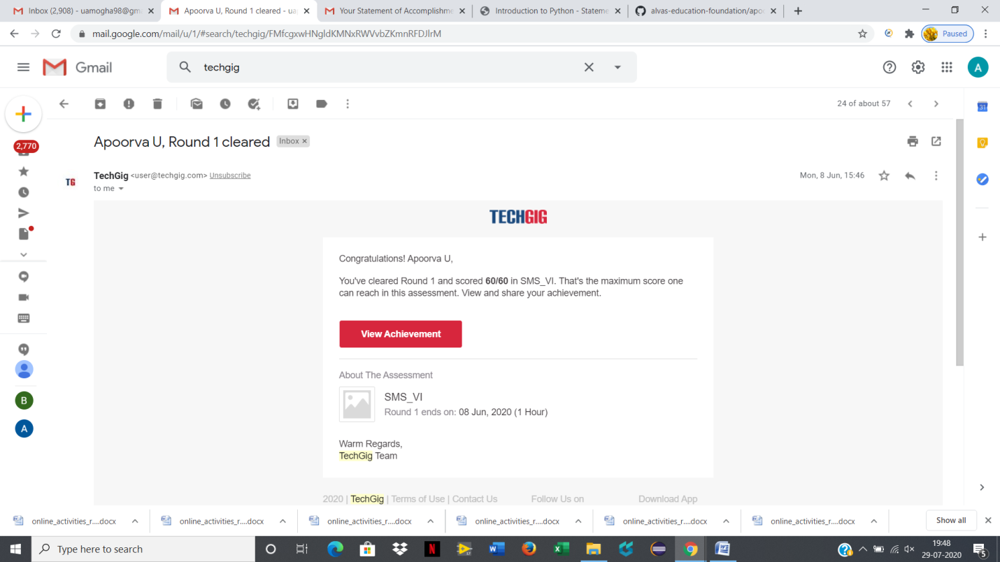 Inbox (2,908) - uamogha98@gm
Apoorva U, Round 1 cleared - ua
Your Statement of Accomplishme
Introduction to Python - Stateme
alvas-education-foundation/apo
mail.google.com/mail/u/1/#search/techgig/FMfcgxwHNgldKMNxRWVvbZKmnRFDJlrM
Paused
Gmail
techgig
A
24 of about 57
31
2,770
Apoorva U, Round 1 cleared
Inbox x
TG
TechGig <user@techgig.com> Unsubscribe
Mon, 8 Jun, 15:46
to me
TECHGIG
Congratulations! Apoorva U,
You've cleared Round 1 and scored 60/60 in SMS_VI. That's the maximum score one
can reach in this assessment. View and share your achievement.
View Achievement
About The Assessment
SMS_VI
Round 1 ends on: 08 Jun, 2020 (1 Hour)
B
A
Warm Regards,
TechGig Team
2020 | TechGig | Terms of Use | Contact Us
Follow Us on
Download App
online_activities_r....docx
online_activities_r....docx
online_activities_r....docx
online_activities_r....docx
online_activities_r....docx
online_activities_r....docx
Show all
Type here to search
19:48
29-07-2020
5